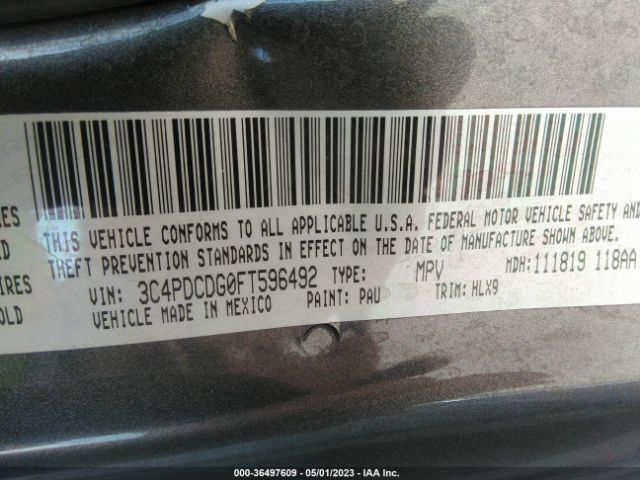 THIS VEHICLE CONFORMS TO ALL APPLICABLE U.S.A. FEDERAL MOTOR VEHICLE SAFETY AND
THEFT PREVENTION STANDARDS IN EFFECT ON THE DATE OF MANUFACTURE SHOWN ABOVE.
VIN: 3C4PDCDG0FT596492 TYPE: MPV MDH: 111819 118AA
VEHICLE MADE IN MEXICO PAINT: PAU TRIM: HLX9
RES
D
IRES
OLD
000-36497609 - 05/01/2023 - IAA Inc.